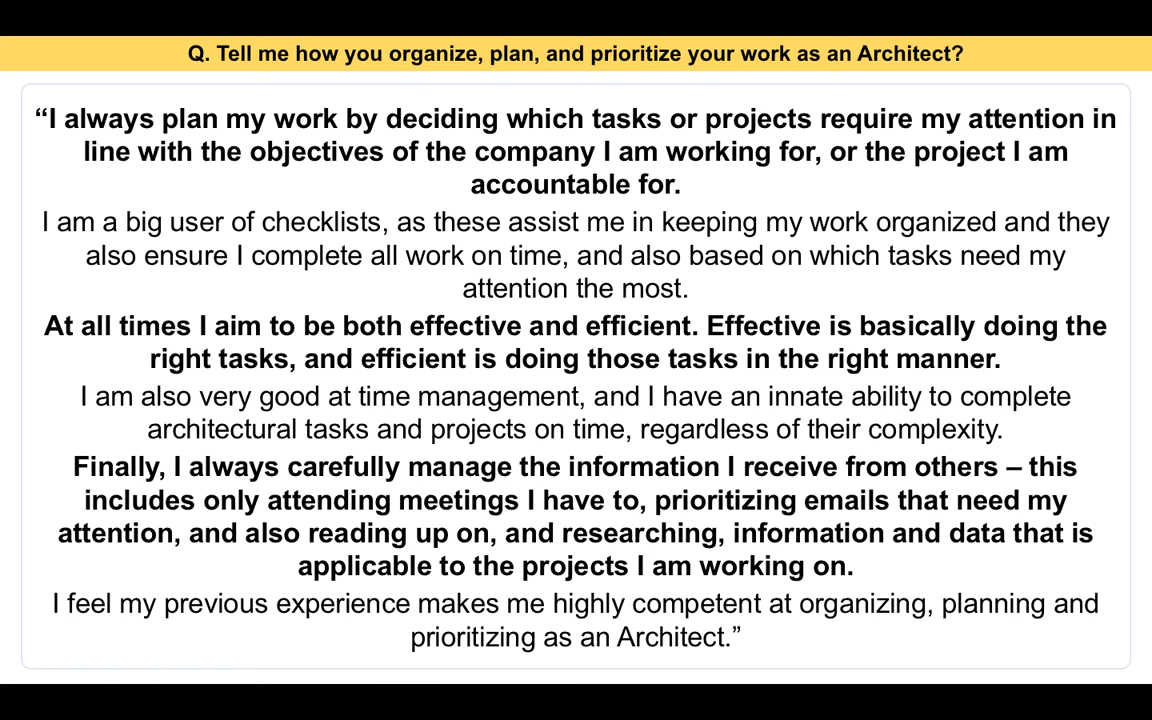 Q. Tell me how you organize, plan, and prioritize your work as an Architect?
“I always plan my work by deciding which tasks or projects require my attention in
line with the objectives of the company I am working for, or the project I am
accountable for.
I am a big user of checklists, as these assist me in keeping my work organized and they
also ensure I complete all work on time, and also based on which tasks need my
attention the most.
At all times I aim to be both effective and efficient. Effective is basically doing the
right tasks, and efficient is doing those tasks in the right manner.
I am also very good at time management, and I have an innate ability to complete
architectural tasks and projects on time, regardless of their complexity.
Finally, I always carefully manage the information I receive from others – this
includes only attending meetings I have to, prioritizing emails that need my
attention, and also reading up on, and researching, information and data that is
applicable to the projects I am working on.
I feel my previous experience makes me highly competent at organizing, planning and
prioritizing as an Architect.”